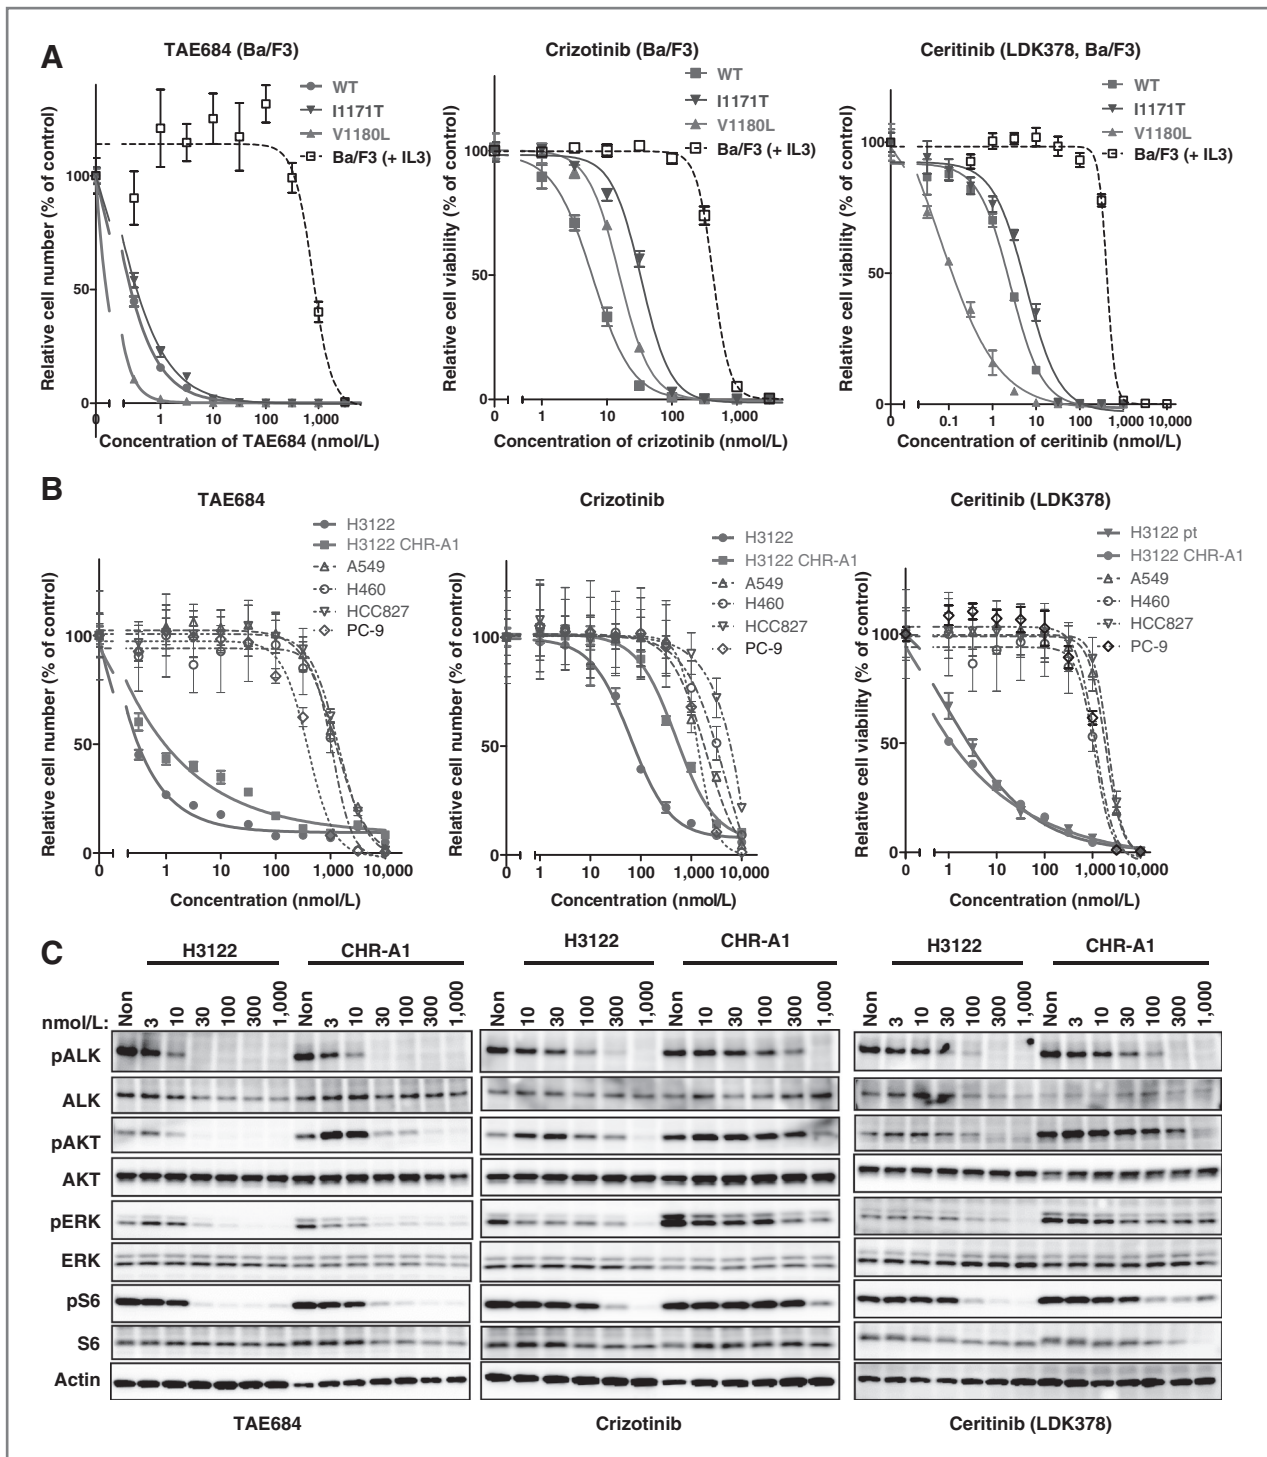 A
TAE684 (Ba/F3)
WT
I1171T
V1180L
Ba/F3 (+ IL3)
Relative cell number (% of control)
100
50
0
0 1 10 100 1,000
Concentration of TAE684 (nmol/L)
Crizotinib (Ba/F3)
WT
I1171T
V1180L
Ba/F3 (+ IL3)
Relative cell viability (% of control)
100
50
0
0 1 10 100 1,000
Concentration of crizotinib (nmol/L)
Ceritinib (LDK378, Ba/F3)
WT
I1171T
V1180L
Ba/F3 (+ IL3)
Relative cell viability (% of control)
100
50
0
0 0.1 1 10 100 1,000 10,000
Concentration of ceritinib (nmol/L)
B
TAE684
H3122
H3122 CHR-A1
A549
H460
HCC827
PC-9
Relative cell number (% of control)
100
50
0
0 1 10 100 1,000 10,000
Concentration (nmol/L)
Crizotinib
H3122
H3122 CHR-A1
A549
H460
HCC827
PC-9
Relative cell number (% of control)
100
50
0
0 1 10 100 1,000 10,000
Concentration (nmol/L)
Ceritinib (LDK378)
H3122 pt
H3122 CHR-A1
A549
H460
HCC827
PC-9
Relative cell viability (% of control)
100
50
0
0 1 10 100 1,000 10,000
Concentration (nmol/L)
C
H3122 CHR-A1 H3122 CHR-A1 H3122 CHR-A1
nmol/L: Non 3 10 30 100 300 1,000 Non 3 10 30 100 300 1,000 Non 10 30 100 300 1,000 Non 10 30 100 300 1,000 Non 3 10 30 100 300 1,000 Non 3 10 30 100 300 1,000
pALK
ALK
pAKT
AKT
pERK
ERK
pS6
S6
Actin
TAE684 Crizotinib Ceritinib (LDK378)